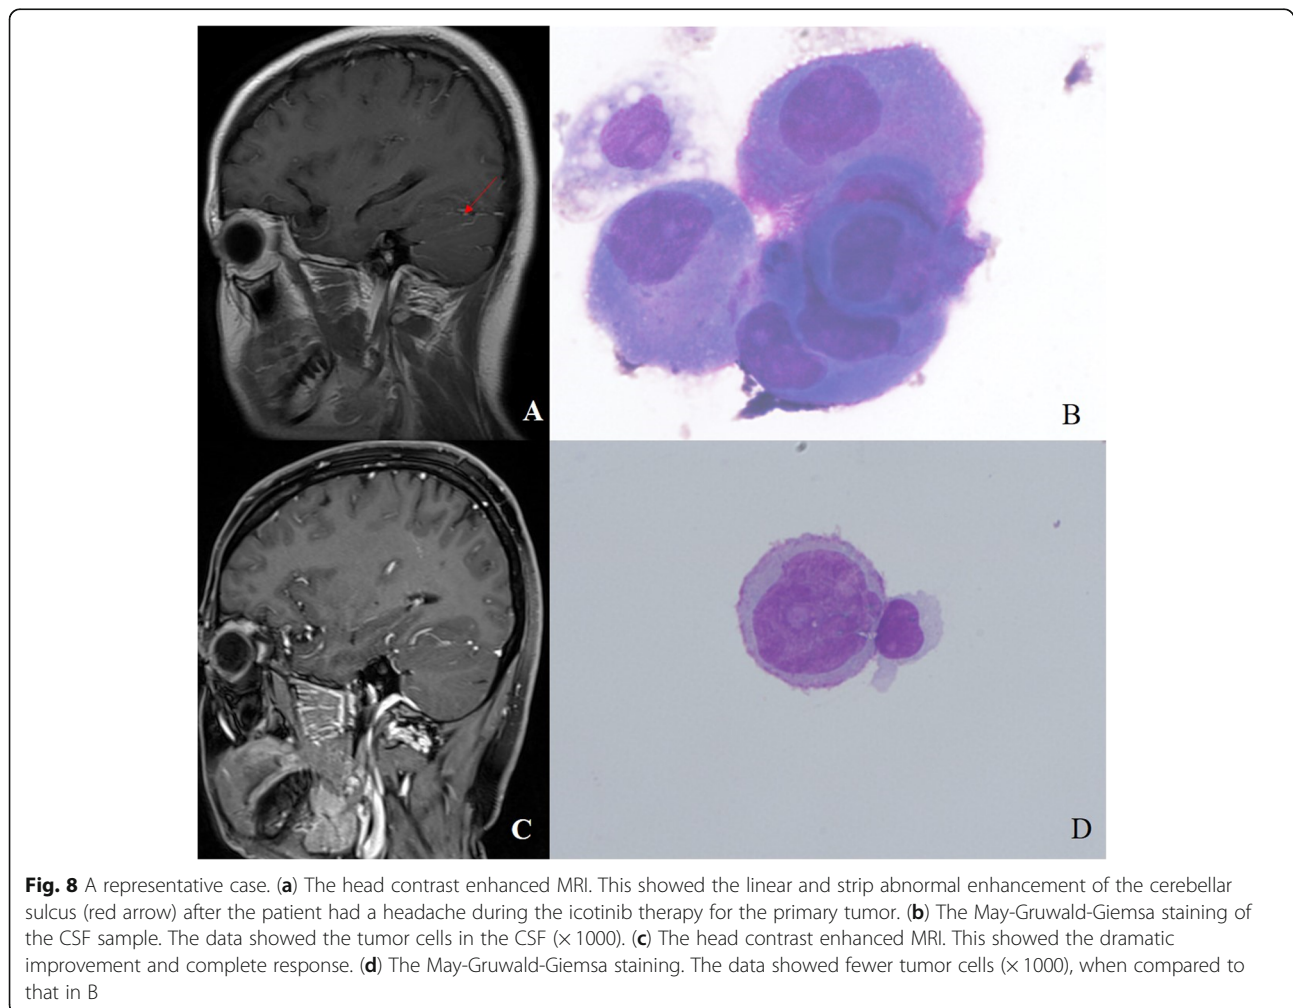 A
B
C
D
Fig. 8 A representative case. (a) The head contrast enhanced MRI. This showed the linear and strip abnormal enhancement of the cerebellar
sulcus (red arrow) after the patient had a headache during the icotinib therapy for the primary tumor. (b) The May-Gruwald-Giemsa staining of
the CSF sample. The data showed the tumor cells in the CSF (× 1000). (c) The head contrast enhanced MRI. This showed the dramatic
improvement and complete response. (d) The May-Gruwald-Giemsa staining. The data showed fewer tumor cells (× 1000), when compared to
that in B